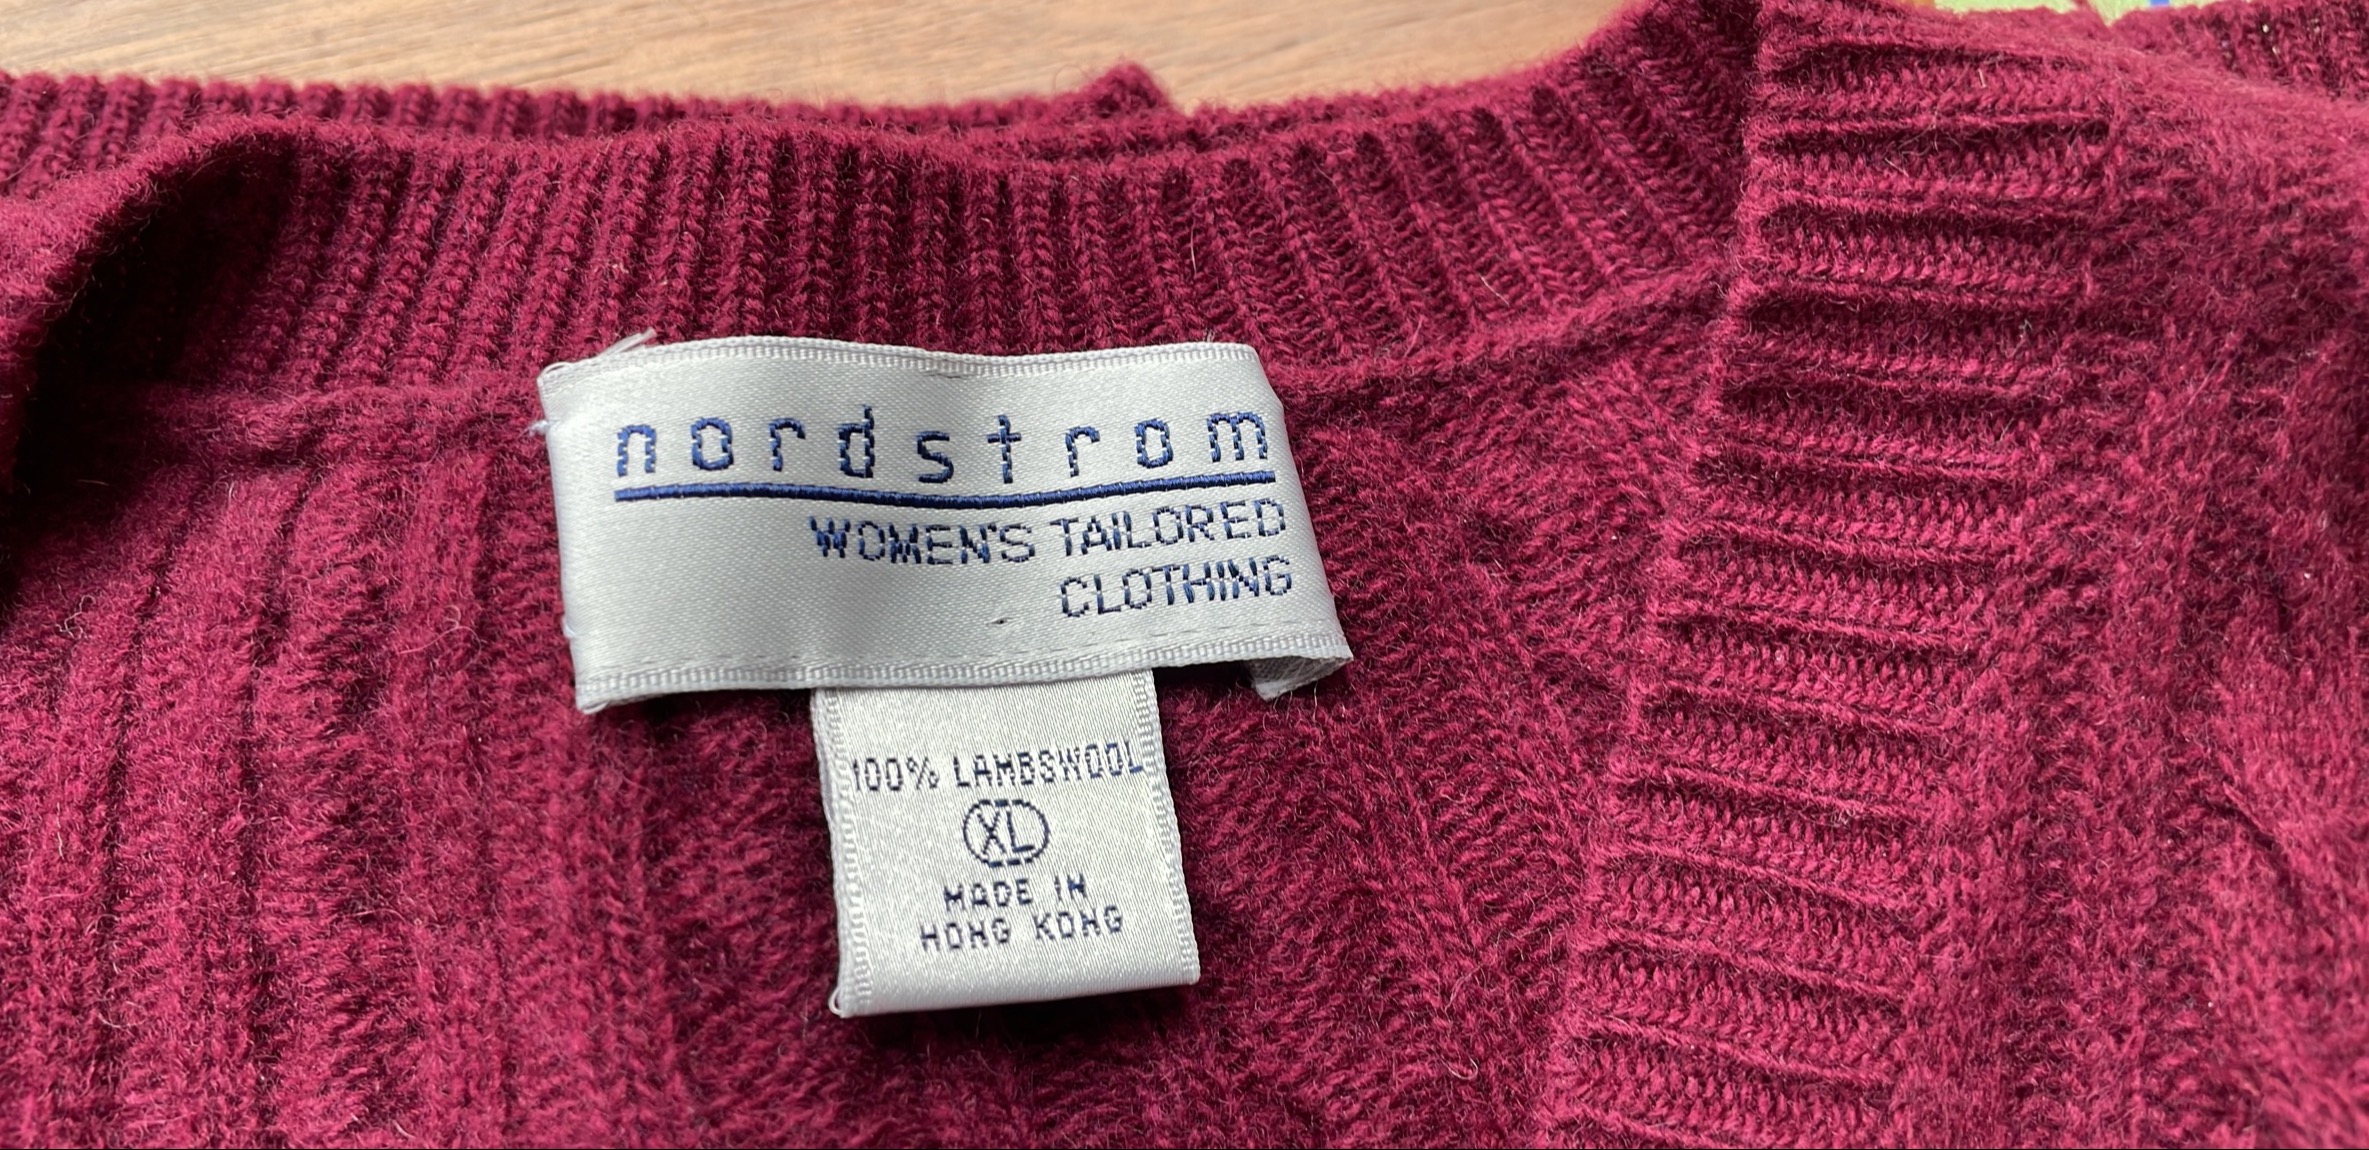 nordstrom
WOMEN'S TAILORED
CLOTHING
100% LAMBSWOOL
XL
MADE IN
HONG KONG